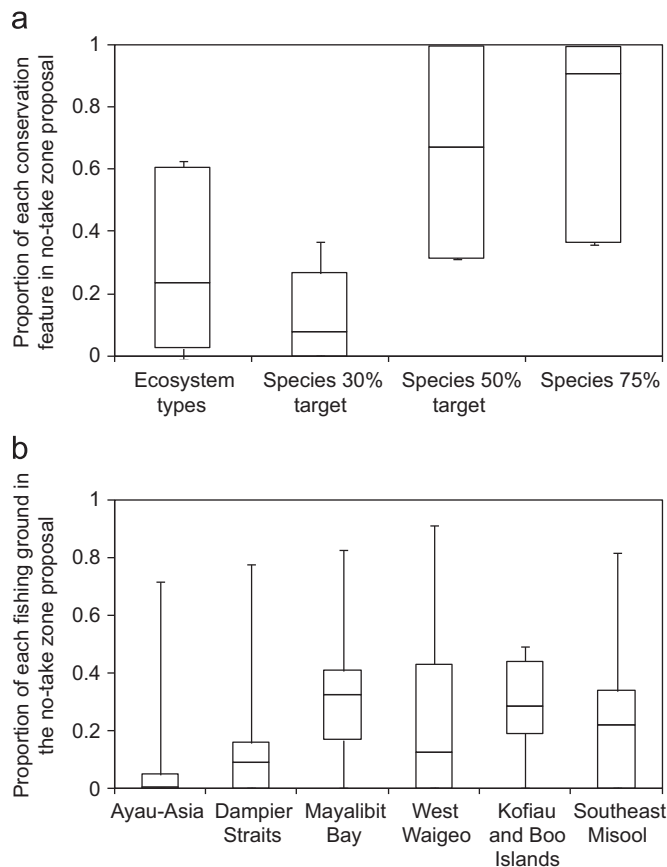 a
Proportion of each conservation
feature in no-take zone proposal
1
0.8
0.6
0.4
0.2
0
Ecosystem
types
Species 30%
target
Species 50%
target
Species 75%
b
Proportion of each fishing ground in
the no-take zone proposal
1
0.8
0.6
0.4
0.2
0
Ayau-Asia
Dampier
Straits
Mayalibit
Bay
West
Waigeo
Kofiau
and Boo
Islands
Southeast
Misool